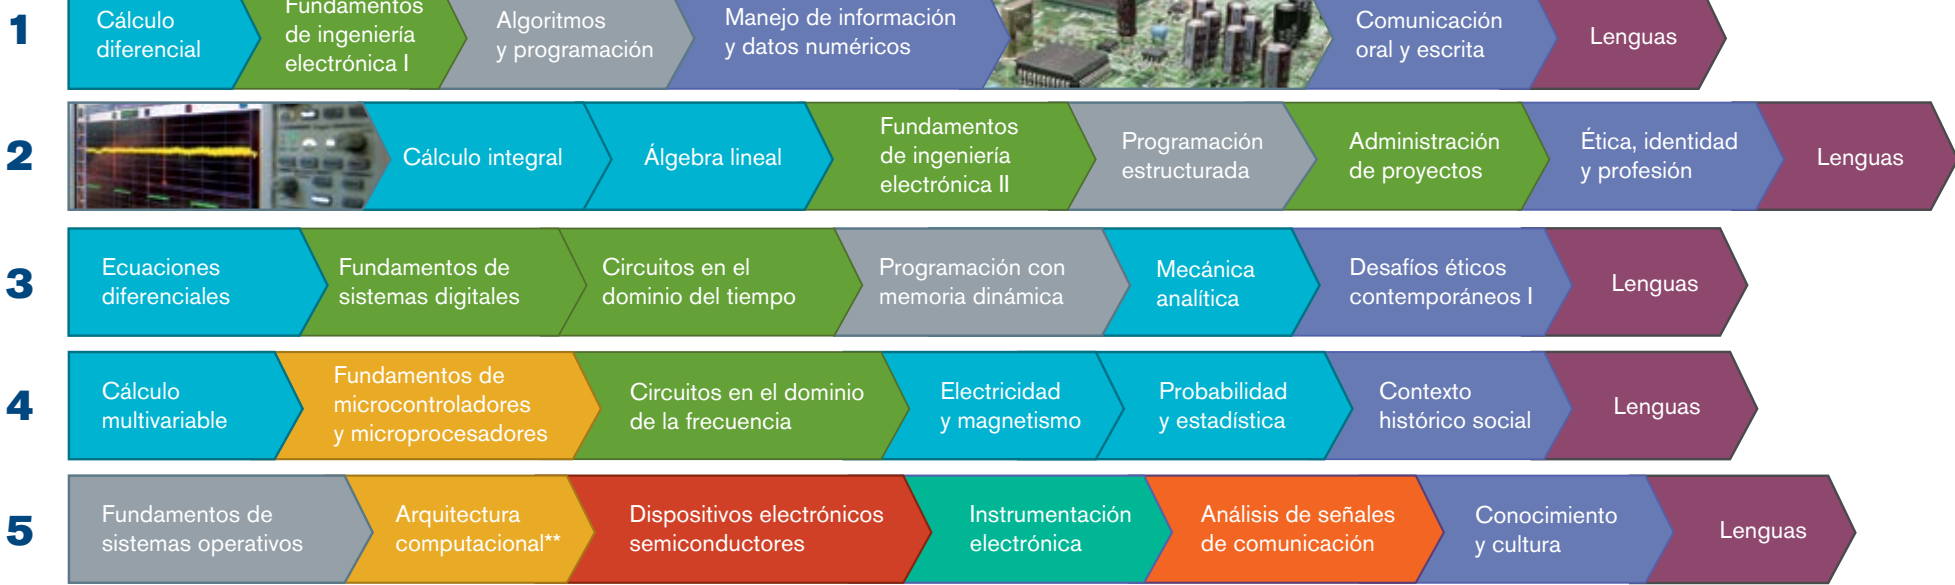 1
Cálculo
diferencial
Fundamentos
de ingeniería
electrónica I
Algoritmos
y programación
Manejo de información
y datos numéricos
Comunicación
oral y escrita
Lenguas
2
Cálculo integral
Álgebra lineal
Fundamentos
de ingeniería
electrónica II
Programación
estructurada
Administración
de proyectos
Ética, identidad
y profesión
Lenguas
3
Ecuaciones
diferenciales
Fundamentos de
sistemas digitales
Circuitos en el
dominio del tiempo
Programación con
memoria dinámica
Mecánica
analítica
Desafíos éticos
contemporáneos I
Lenguas
4
Cálculo
multivariable
Fundamentos de
microcontroladores
y microprocesadores
Circuitos en el dominio
de la frecuencia
Electricidad
y magnetismo
Probabilidad
y estadística
Contexto
histórico social
Lenguas
5
Fundamentos de
sistemas operativos
Arquitectura
computacional**
Dispositivos electrónicos
semiconductores
Instrumentación
electrónica
Análisis de señales
de comunicación
Conocimiento
y cultura
Lenguas